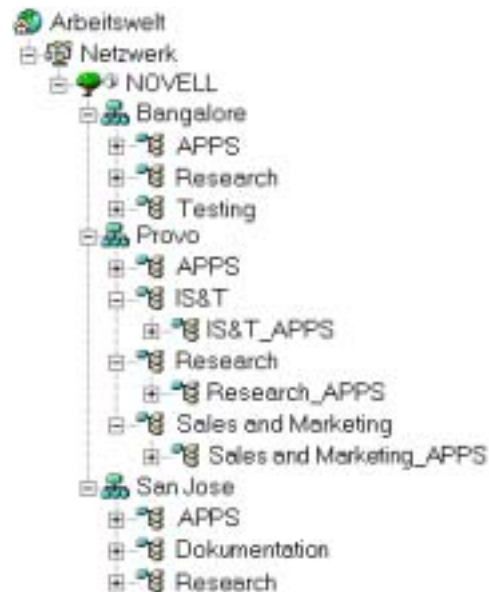 Arbeitswelt
Netzwerk
NOVELL
Bangalore
APPS
Research
Testing
Provo
APPS
IS&T
IS&T_APPS
Research
Research_APPS
Sales and Marketing
Sales and Marketing_APPS
San Jose
APPS
Dokumentation
Research